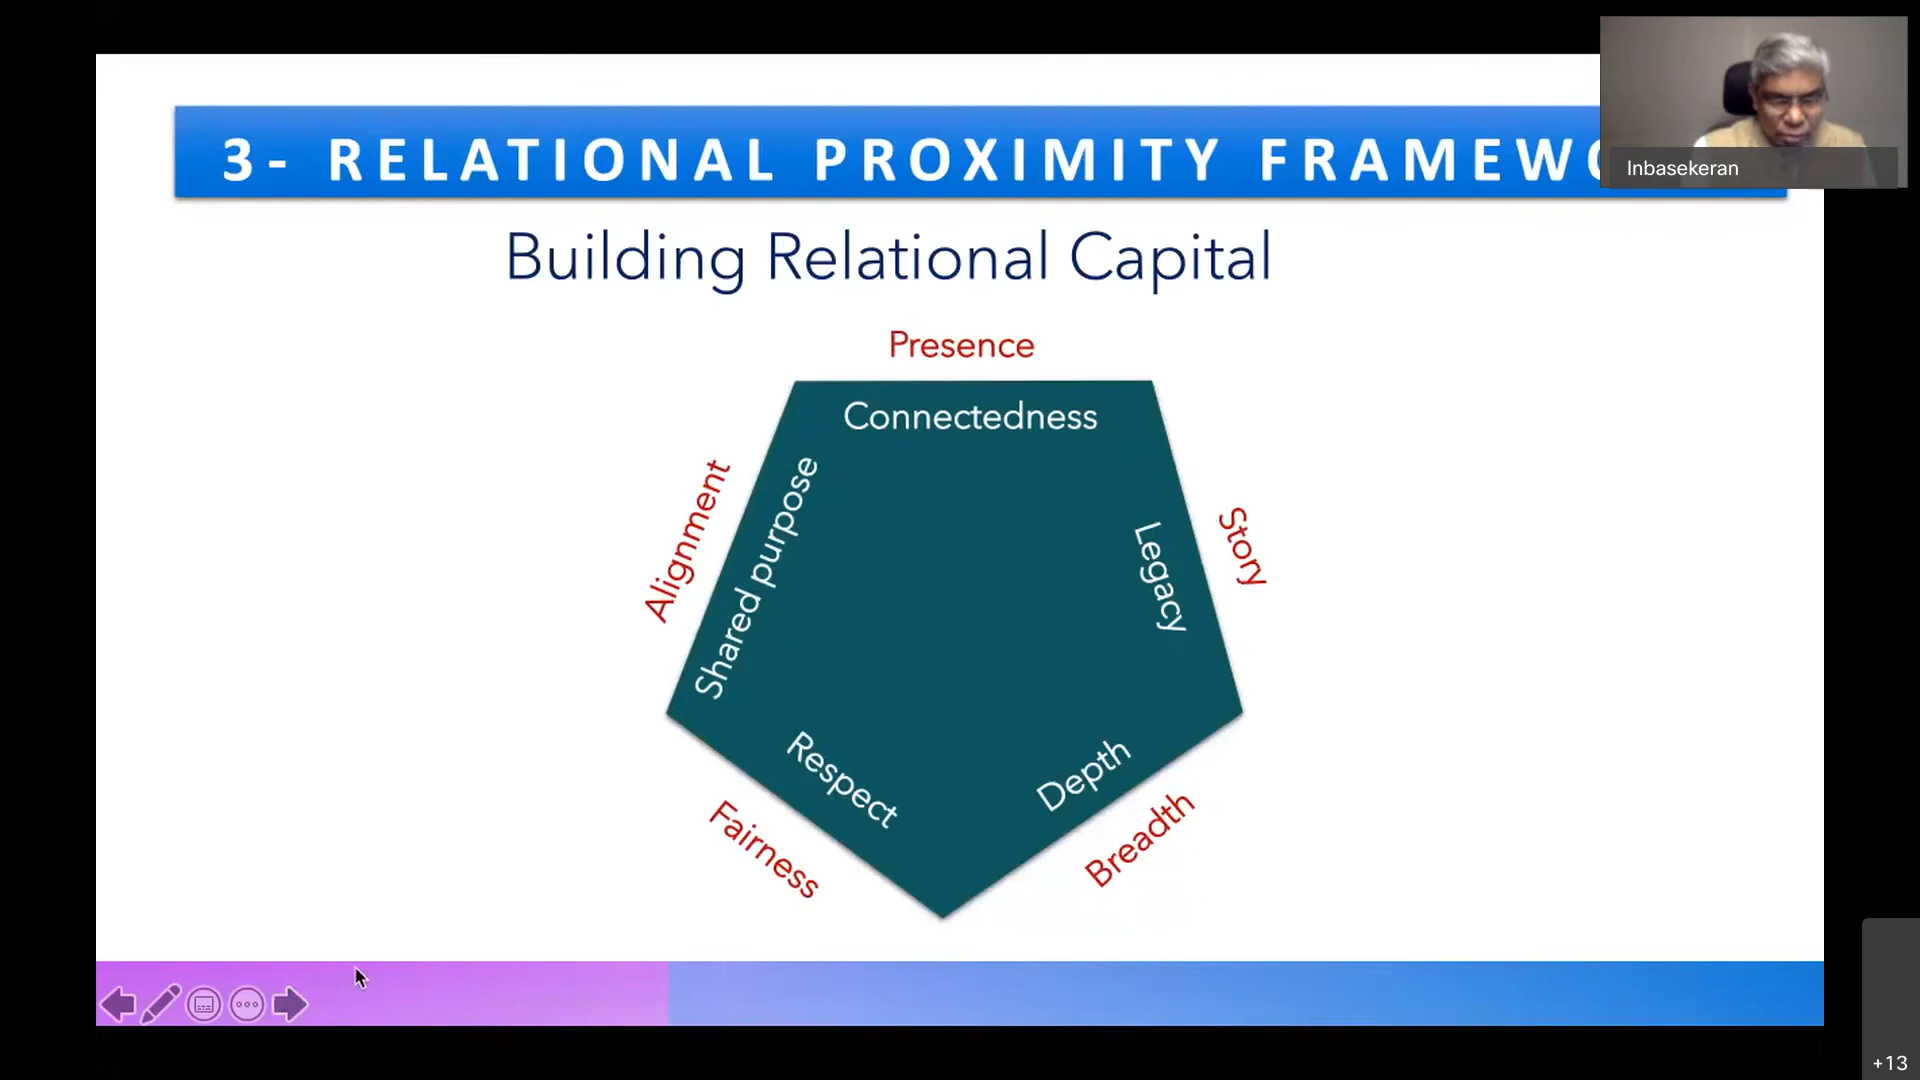 3- RELATIONAL PROXIMITY
Inbasekeran
Building Relational Capital
Presence
Connectedness
Alignment
Shared purpose
Story
Legacy
Respect
Fairness
Depth
Breadth
+13